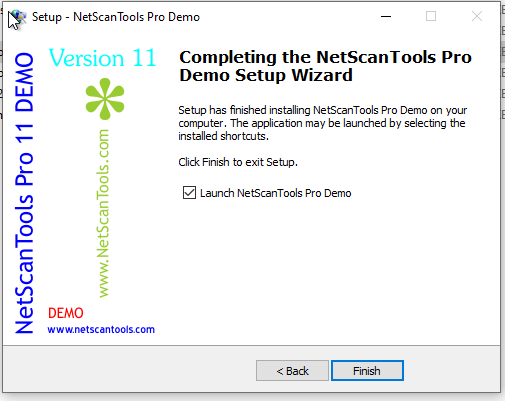 Setup - NetScanTools Pro Demo
NetScanTools Pro 11 DEMO
Version 11
www.NetScanTools.com
DEMO
www.netscantools.com
Completing the NetScanTools Pro
Demo Setup Wizard
Setup has finished installing NetScanTools Pro Demo on your
computer. The application may be launched by selecting the
installed shortcuts.
Click Finish to exit Setup.
Launch NetScanTools Pro Demo
< Back
Finish